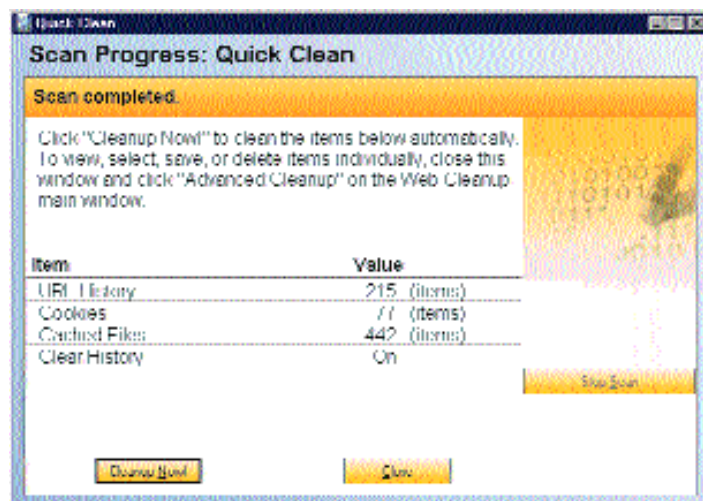 Quick Clean
Scan Progress: Quick Clean
Scan completed.
Click "Cleanup Now!" to clean the items below automatically.
To view, select, save, or delete items individually, close this
window and click "Advanced Cleanup" on the Web Cleanup
main window.
Item Value
URL History 215 (items)
Cookies 77 (items)
Cached Files 442 (items)
Clear History On
Stop Scan
Cleanup Now!
Close